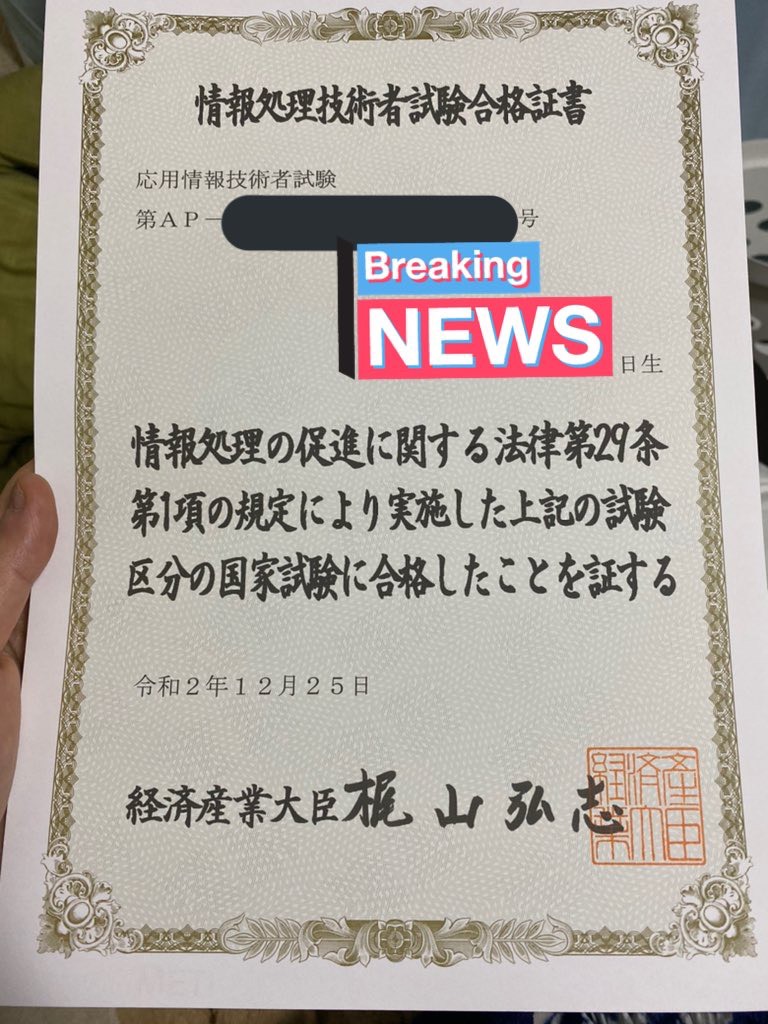 情報処理技術者試験合格証書
応用情報技術者試験
第ＡＰ－号
Breaking
NEWS
日生
情報処理の促進に関する法律第29条
第1項の規定により実施した上記の試験
区分の国家試験に合格したことを証する
令和２年１２月２５日
経済産業大臣 梶山弘志